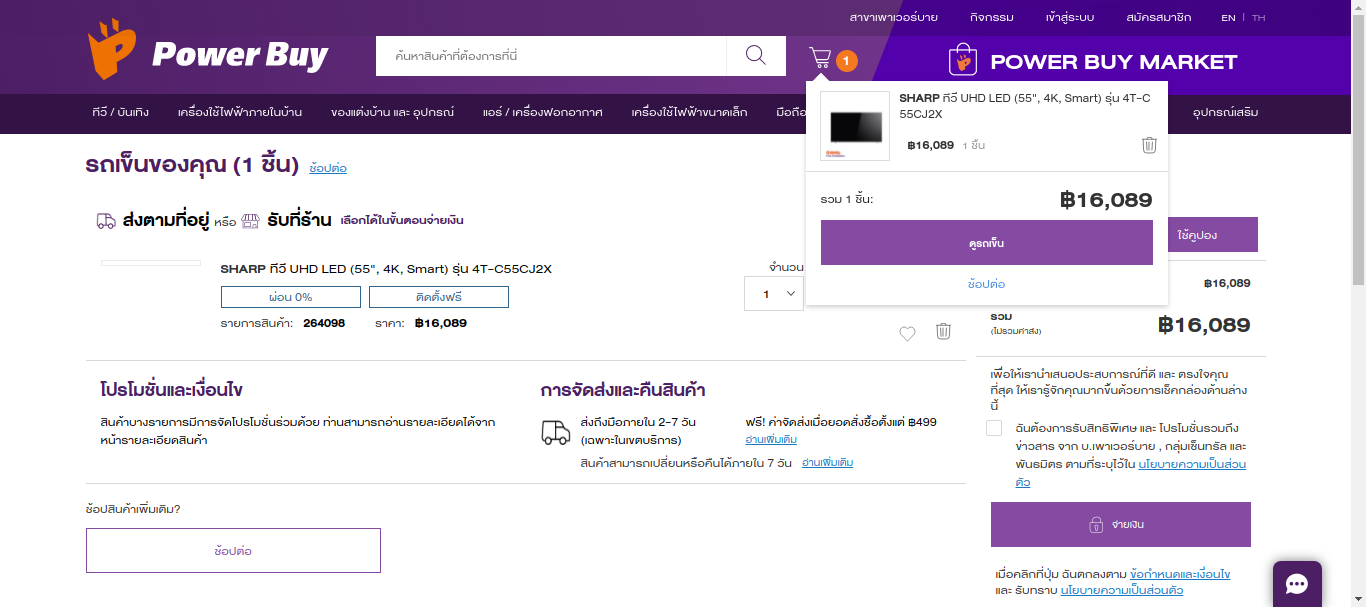 สาขาเพาเวอร์บาย กิจกรรม เข้าสู่ระบบ สมัครสมาชิก EN | TH
Power Buy
ค้นหาสินค้าที่ต้องการที่นี่
1
POWER BUY MARKET
ทีวี / บันเทิง เครื่องใช้ไฟฟ้าภายในบ้าน ของแต่งบ้าน และ อุปกรณ์ แอร์ / เครื่องฟอกอากาศ เครื่องใช้ไฟฟ้าขนาดเล็ก มือถือ อุปกรณ์เสริม
SHARP ทีวี UHD LED (55", 4K, Smart) รุ่น 4T-C
55CJ2X
฿16,089 1 ชิ้น
รวม 1 ชิ้น: ฿16,089
ดูรถเข็น
ช้อปต่อ
รถเข็นของคุณ (1 ชิ้น) ช้อปต่อ
ส่งตามที่อยู่ หรือ รับที่ร้าน เลือกได้ในขั้นตอนจ่ายเงิน
SHARP ทีวี UHD LED (55", 4K, Smart) รุ่น 4T-C55CJ2X
ผ่อน 0% ติดตั้งฟรี
รายการสินค้า: 264098 ราคา: ฿16,089
จำนวน
1
ใช้คูปอง
฿16,089
รวม
(ไม่รวมค่าส่ง)
฿16,089
โปรโมชั่นและเงื่อนไข
สินค้าบางรายการมีการจัดโปรโมชั่นร่วมด้วย ท่านสามารถอ่านรายละเอียดได้จาก
หน้ารายละเอียดสินค้า
การจัดส่งและคืนสินค้า
ส่งถึงมือภายใน 2-7 วัน
(เฉพาะในเขตบริการ)
ฟรี! ค่าจัดส่งเมื่อยอดสั่งซื้อตั้งแต่ ฿499
อ่านเพิ่มเติม
สินค้าสามารถเปลี่ยนหรือคืนได้ภายใน 7 วัน อ่านเพิ่มเติม
ช้อปสินค้าเพิ่มเติม?
ช้อปต่อ
เพื่อให้เรานำเสนอประสบการณ์ที่ดี และ ตรงใจคุณ
ที่สุด ให้เรารู้จักคุณมากขึ้นด้วยการเช็คกล่องด้านล่าง
นี้
ฉันต้องการรับสิทธิพิเศษ และ โปรโมชั่นรวมถึง
ข่าวสาร จาก บ.เพาเวอร์บาย , กลุ่มเซ็นทรัล และ
พันธมิตร ตามที่ระบุไว้ใน นโยบายความเป็นส่วน
ตัว
จ่ายเงิน
เมื่อคลิกที่ปุ่ม ฉันตกลงตาม ข้อกำหนดและเงื่อนไข
และ รับทราบ นโยบายความเป็นส่วนตัว